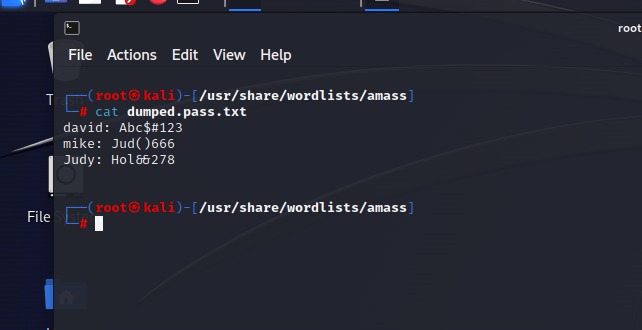 root
File Actions Edit View Help
┌──(root㉿kali)-[/usr/share/wordlists/amass]
└─# cat dumped.pass.txt
david: Abc$#123
mike: Jud()666
Judy: Hol&&278
┌──(root㉿kali)-[/usr/share/wordlists/amass]
└─#
File